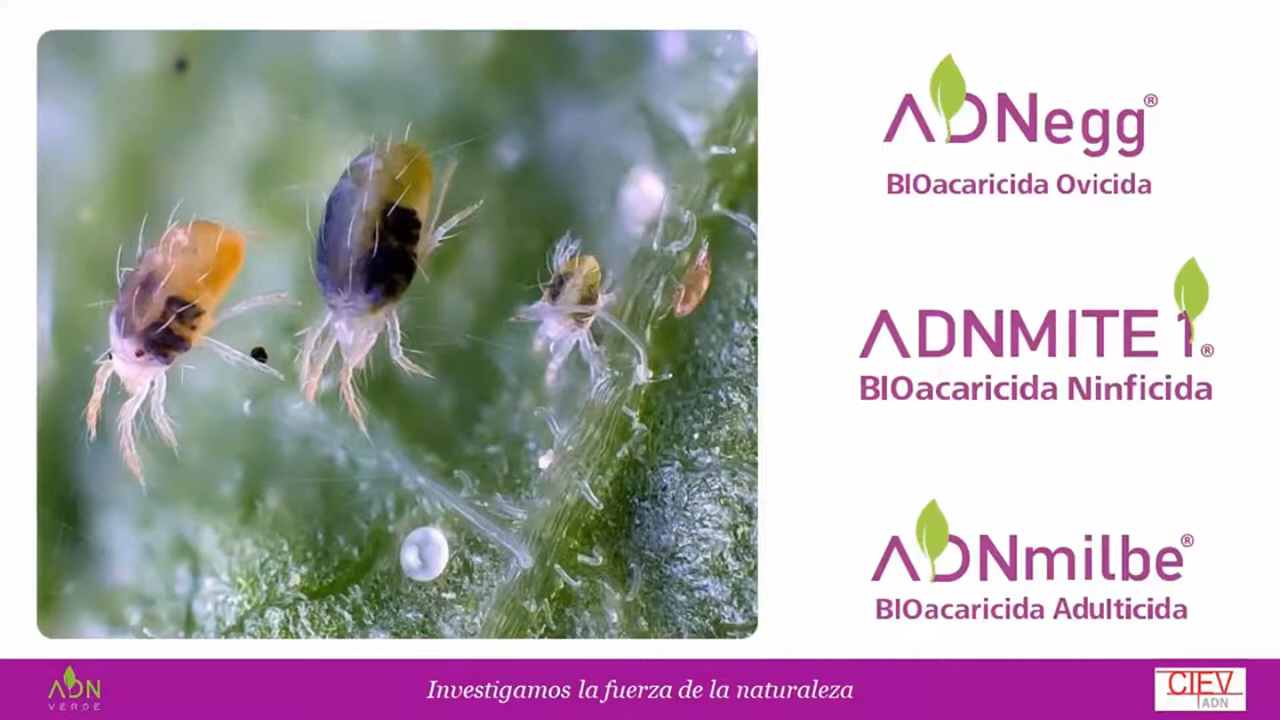 ADNegg®
BIOacaricida Ovicida
ADNMITE 1®
BIOacaricida Ninficida
ADNmilbe®
BIOacaricida Adulticida
ADN
VERDE
Investigamos la fuerza de la naturaleza
CIEV
ADN